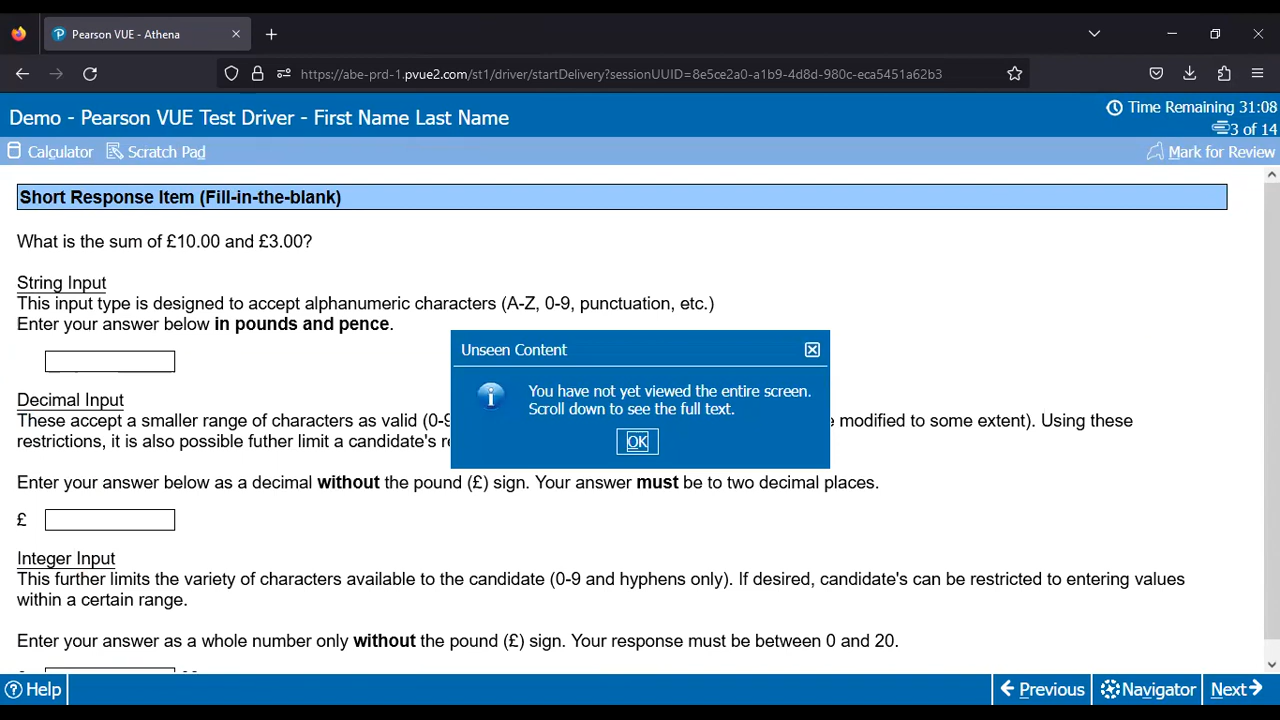 Pearson VUE - Athena
https://abe-prd-1.pvue2.com/st1/driver/startDelivery?sessionUUID=8e5ce2a0-a1b9-4d8d-980c-eca5451a62b3
Demo - Pearson VUE Test Driver - First Name Last Name
Time Remaining 31:08
3 of 14
Calculator Scratch Pad Mark for Review
Short Response Item (Fill-in-the-blank)
What is the sum of £10.00 and £3.00?
String Input
This input type is designed to accept alphanumeric characters (A-Z, 0-9, punctuation, etc.)
Enter your answer below in pounds and pence.
Unseen Content
You have not yet viewed the entire screen.
Scroll down to see the full text.
OK
Decimal Input
These accept a smaller range of characters as valid (0-9 be modified to some extent). Using these
restrictions, it is also possible futher limit a candidate's re
Enter your answer below as a decimal without the pound (£) sign. Your answer must be to two decimal places.
£
Integer Input
This further limits the variety of characters available to the candidate (0-9 and hyphens only). If desired, candidate's can be restricted to entering values
within a certain range.
Enter your answer as a whole number only without the pound (£) sign. Your response must be between 0 and 20.
Help Previous Navigator Next